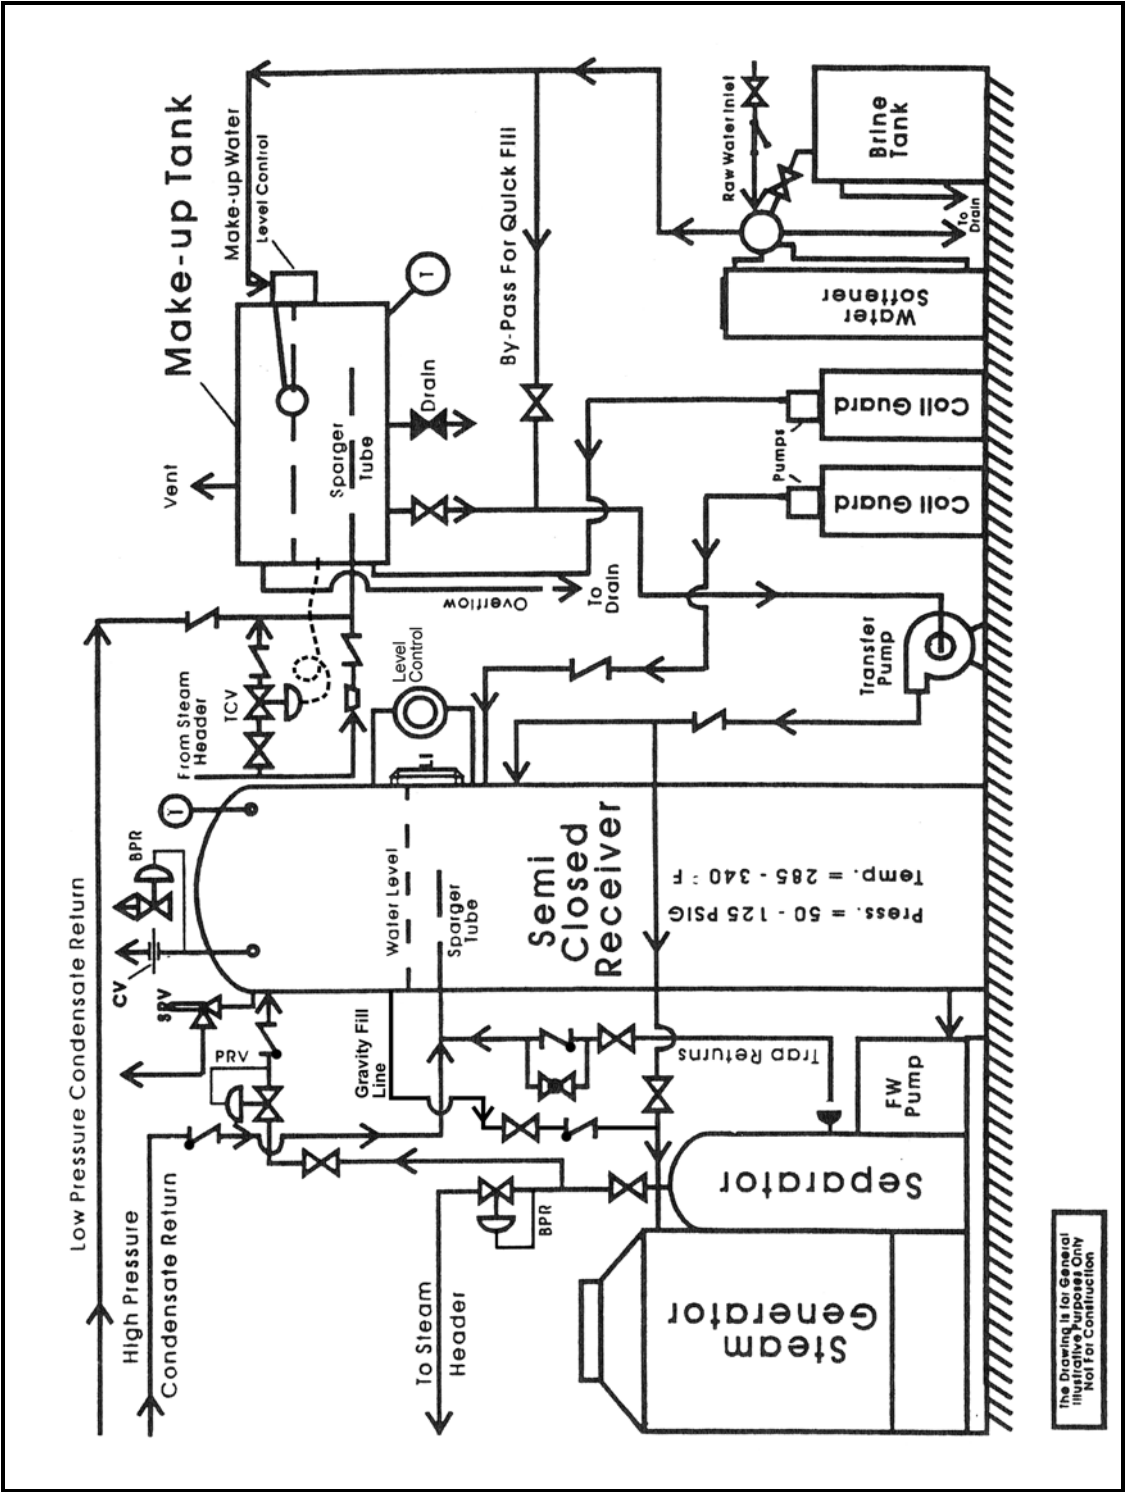 Low Pressure Condensate Return
High Pressure
Condensate Return
To Steam
Header
BPR
PRV
SRV
CV
BPR
T
Gravity Fill
Line
Trap Returns
FW
Pump
Separator
Steam
Generator
Water Level
Sparger
Tube
Semi
Closed
Receiver
Temp. = 285 - 340 °F
Press. = 50 - 125 PSIG
LI
Level
Control
From Steam
Header
TCV
Overflow
To
Drain
Transfer
Pump
Vent
Make-up Tank
Make-up Water
Level Control
Sparger
Tube
Drain
T
By-Pass For Quick Fill
Pumps
Coil Guard
Coil Guard
Water
Softener
Raw Water Inlet
Brine
Tank
To
Drain
The Drawing is for General
Illustrative Purposes Only
Not For Construction